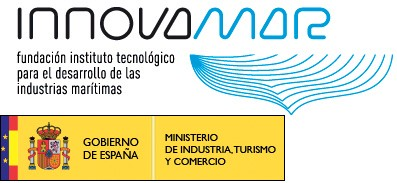 INNOVAMAR
fundación instituto tecnológico
para el desarrollo de las
industrias marítimas
GOBIERNO
DE ESPAÑA
MINISTERIO
DE INDUSTRIA, TURISMO
Y COMERCIO